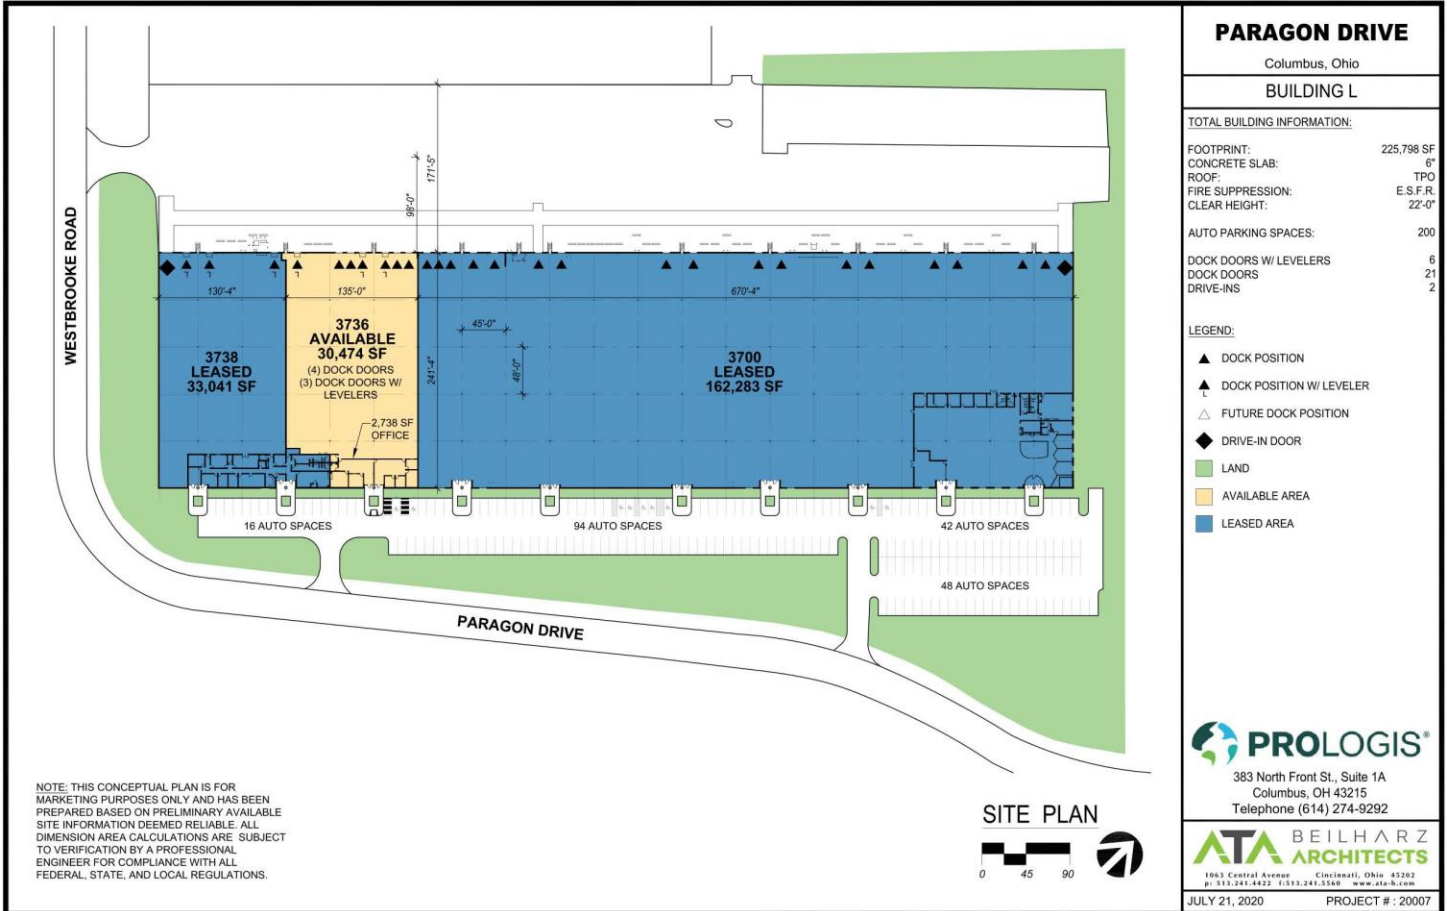 PARAGON DRIVE
Columbus, Ohio
BUILDING L
TOTAL BUILDING INFORMATION:
FOOTPRINT: 225,798 SF
CONCRETE SLAB: 6"
ROOF: TPO
FIRE SUPPRESSION: E.S.F.R.
CLEAR HEIGHT: 22'-0"
AUTO PARKING SPACES: 200
DOCK DOORS W/ LEVELERS 6
DOCK DOORS 21
DRIVE-INS 2
LEGEND:
DOCK POSITION
DOCK POSITION W/ LEVELER
FUTURE DOCK POSITION
DRIVE-IN DOOR
LAND
AVAILABLE AREA
LEASED AREA
PROLOGIS®
383 North Front St., Suite 1A
Columbus, OH 43215
Telephone (614) 274-9292
ATA BEILHARZ
ARCHITECTS
1063 Central Avenue Cincinnati, Ohio 45202
p: 513.241.4422 f:513.241.5560 www.ata-b.com
JULY 21, 2020 PROJECT # : 20007
WESTBROOKE ROAD
171'-5"
98'-0"
130'-4"
135'-0"
670'-4"
45'-0"
48'-0"
241'-4"
3738
LEASED
33,041 SF
3736
AVAILABLE
30,474 SF
(4) DOCK DOORS
(3) DOCK DOORS W/
LEVELERS
2,738 SF
OFFICE
3700
LEASED
162,283 SF
16 AUTO SPACES
94 AUTO SPACES
42 AUTO SPACES
48 AUTO SPACES
PARAGON DRIVE
NOTE: THIS CONCEPTUAL PLAN IS FOR
MARKETING PURPOSES ONLY AND HAS BEEN
PREPARED BASED ON PRELIMINARY AVAILABLE
SITE INFORMATION DEEMED RELIABLE. ALL
DIMENSION AREA CALCULATIONS ARE SUBJECT
TO VERIFICATION BY A PROFESSIONAL
ENGINEER FOR COMPLIANCE WITH ALL
FEDERAL, STATE, AND LOCAL REGULATIONS.
SITE PLAN
0 45 90